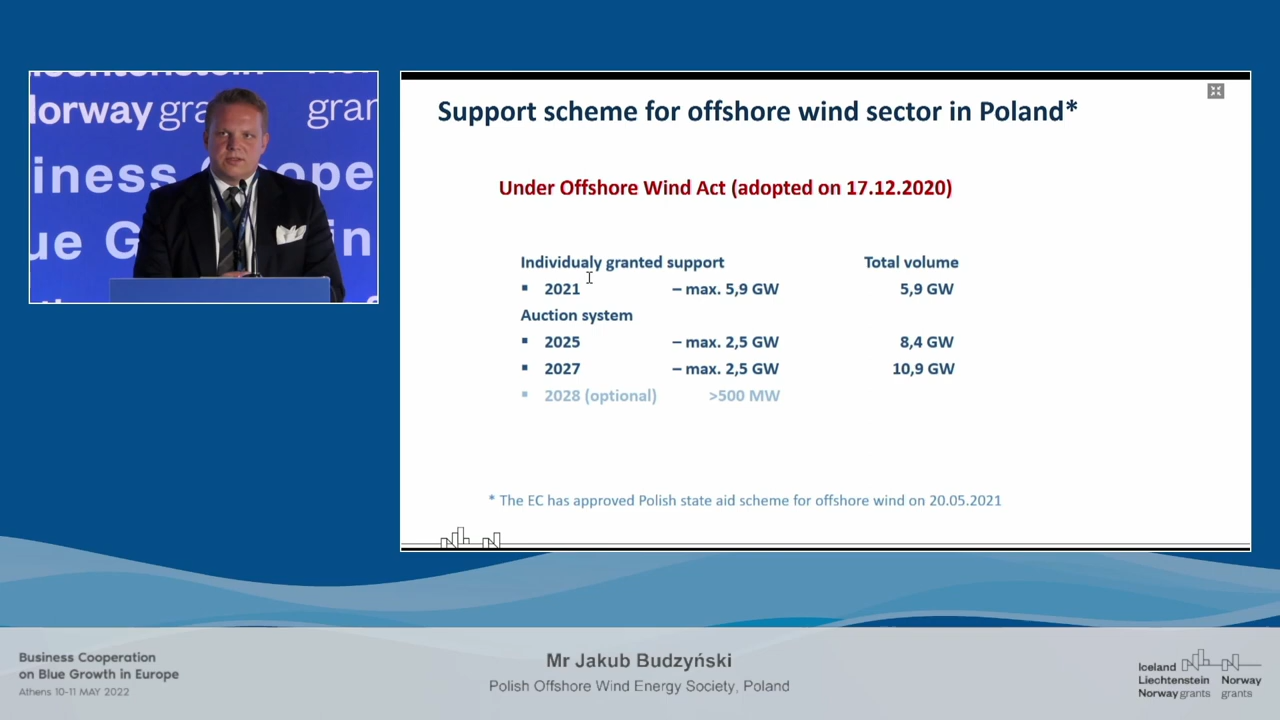 Norway gra
gran
iness Coope
ue G in
Support scheme for offshore wind sector in Poland*
Under Offshore Wind Act (adopted on 17.12.2020)
Individualy granted support Total volume
▪ 2021 – max. 5,9 GW 5,9 GW
Auction system
▪ 2025 – max. 2,5 GW 8,4 GW
▪ 2027 – max. 2,5 GW 10,9 GW
▪ 2028 (optional) >500 MW
* The EC has approved Polish state aid scheme for offshore wind on 20.05.2021
Business Cooperation
on Blue Growth in Europe
Athens 10-11 MAY 2022
Mr Jakub Budzyński
Polish Offshore Wind Energy Society, Poland
Iceland
Liechtenstein Norway
Norway grants grants